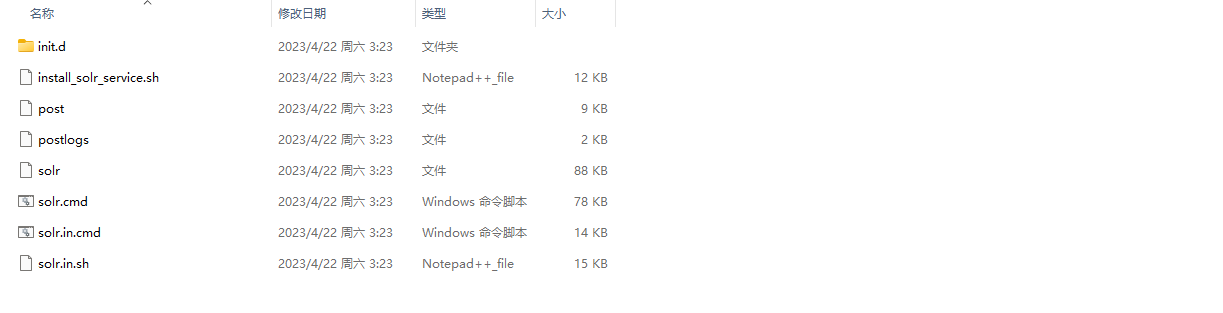 名称 修改日期 类型 大小
init.d 2023/4/22 周六 3:23 文件夹
install_solr_service.sh 2023/4/22 周六 3:23 Notepad++_file 12 KB
post 2023/4/22 周六 3:23 文件 9 KB
postlogs 2023/4/22 周六 3:23 文件 2 KB
solr 2023/4/22 周六 3:23 文件 88 KB
solr.cmd 2023/4/22 周六 3:23 Windows 命令脚本 78 KB
solr.in.cmd 2023/4/22 周六 3:23 Windows 命令脚本 14 KB
solr.in.sh 2023/4/22 周六 3:23 Notepad++_file 15 KB